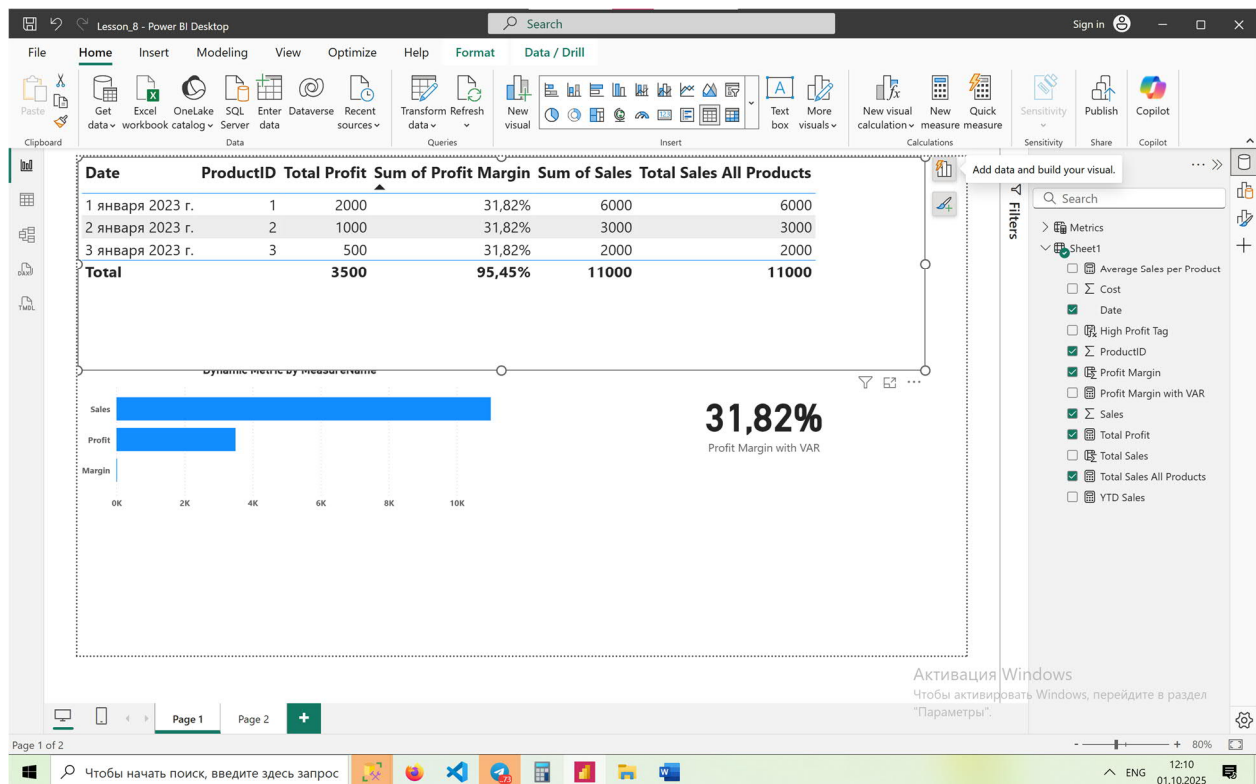 Lesson_8 - Power BI Desktop
Search
Sign in
File Home Insert Modeling View Optimize Help Format Data / Drill
Paste
Get data
Excel workbook
OneLake catalog
SQL Server
Enter data
Dataverse
Recent sources
Transform data
Refresh
New visual
Text box
More visuals
New visual calculation
New measure
Quick measure
Sensitivity
Publish
Copilot
Clipboard Data Queries Insert Calculations Sensitivity Share Copilot
Add data and build your visual.
Date ProductID Total Profit Sum of Profit Margin Sum of Sales Total Sales All Products
1 января 2023 г. 1 2000 31,82% 6000 6000
2 января 2023 г. 2 1000 31,82% 3000 3000
3 января 2023 г. 3 500 31,82% 2000 2000
Total 3500 95,45% 11000 11000
Dynamic Metric by MeasureName
Sales
Profit
Margin
0K 2K 4K 6K 8K 10K
31,82%
Profit Margin with VAR
Filters
Search
Metrics
Sheet1
Average Sales per Product
Cost
Date
High Profit Tag
ProductID
Profit Margin
Profit Margin with VAR
Sales
Total Profit
Total Sales
Total Sales All Products
YTD Sales
DAX
TMDL
Активация Windows
Чтобы активировать Windows, перейдите в раздел
"Параметры".
Page 1 Page 2
Page 1 of 2
- + 80%
Чтобы начать поиск, введите здесь запрос
ENG
12:10
01.10.2025